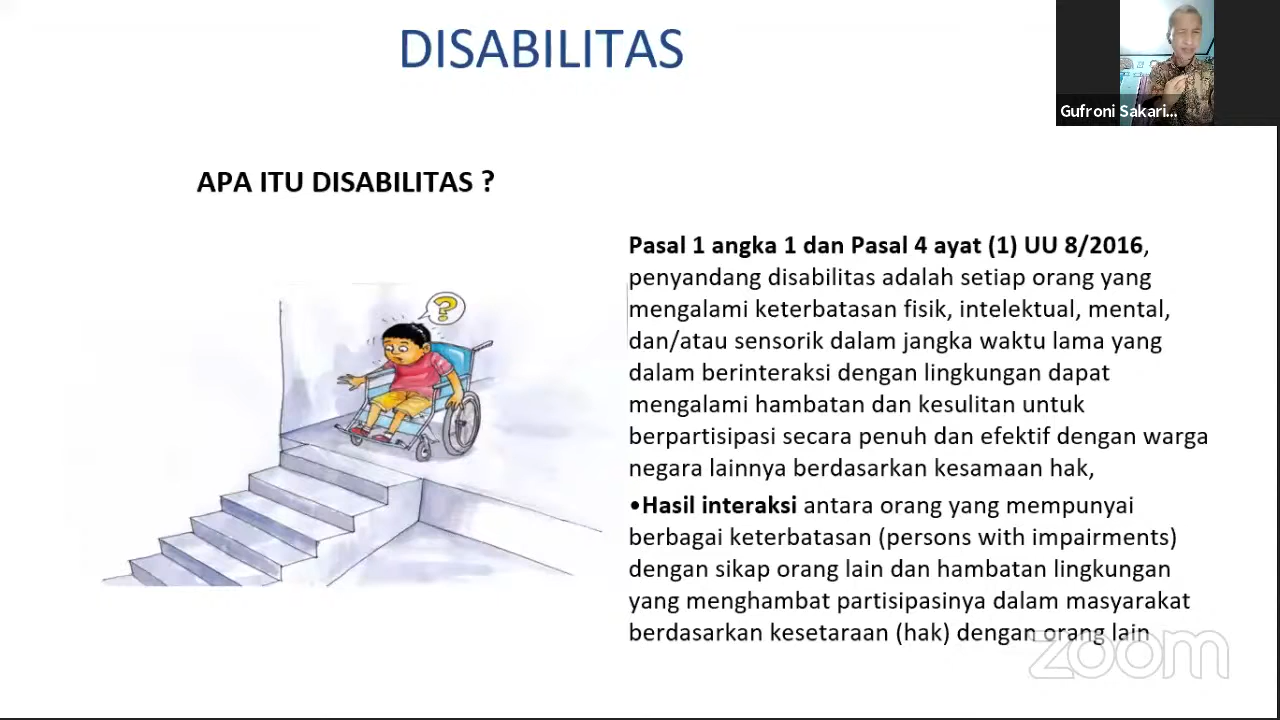 DISABILITAS
Gufroni Sakari...
APA ITU DISABILITAS ?
?
Pasal 1 angka 1 dan Pasal 4 ayat (1) UU 8/2016,
penyandang disabilitas adalah setiap orang yang
mengalami keterbatasan fisik, intelektual, mental,
dan/atau sensorik dalam jangka waktu lama yang
dalam berinteraksi dengan lingkungan dapat
mengalami hambatan dan kesulitan untuk
berpartisipasi secara penuh dan efektif dengan warga
negara lainnya berdasarkan kesamaan hak,
•Hasil interaksi antara orang yang mempunyai
berbagai keterbatasan (persons with impairments)
dengan sikap orang lain dan hambatan lingkungan
yang menghambat partisipasinya dalam masyarakat
berdasarkan kesetaraan (hak) dengan orang lain
zoom